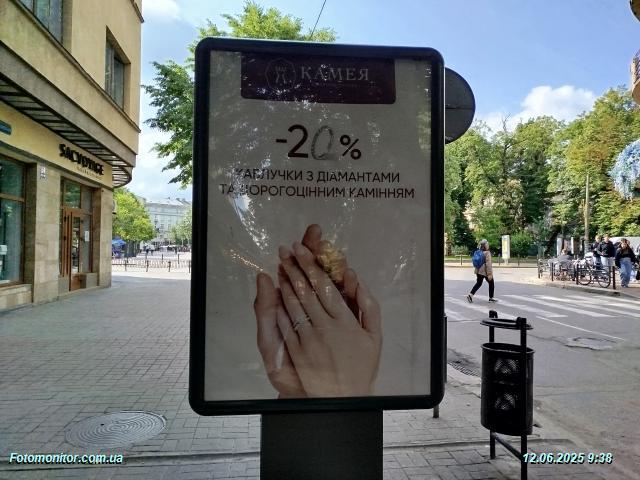 КАМЕЯ
-20%
КАБЛУЧКИ З ДІАМАНТАМИ
ТА ДОРОГОЦІННИМ КАМІННЯМ
SACVOYAGE
Fotomonitor.com.ua
12.06.2025 9:38